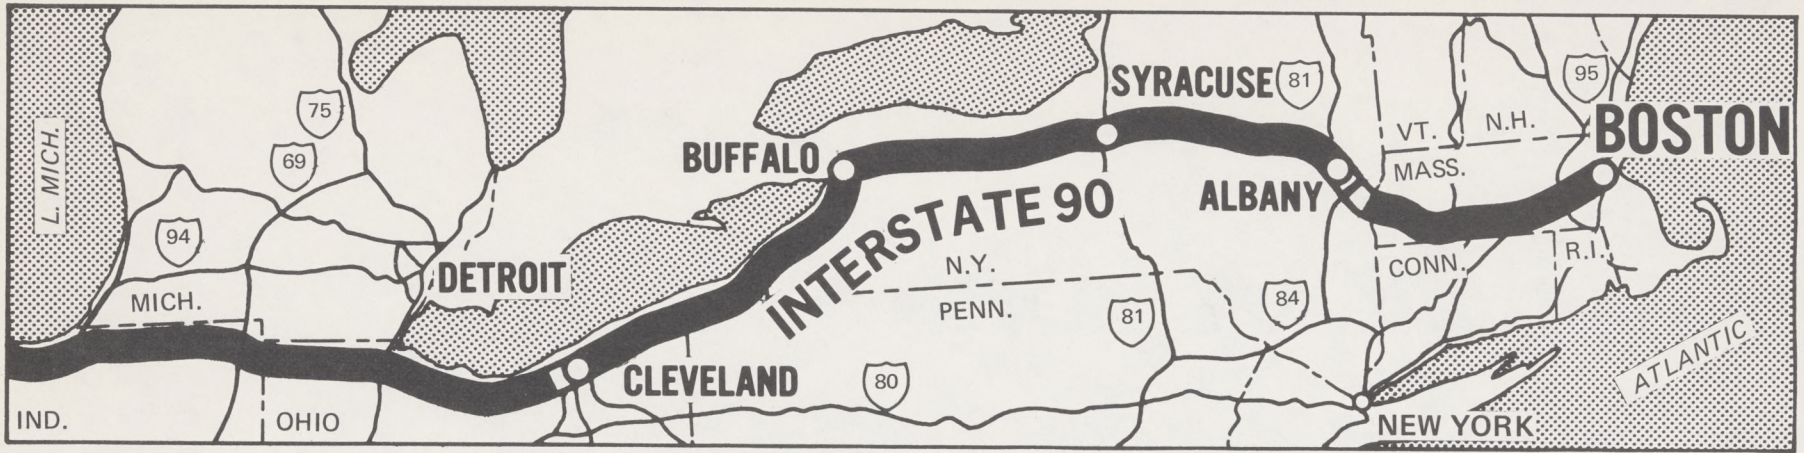 L. MICH.
75
69
94
MICH.
IND.
OHIO
DETROIT
CLEVELAND
BUFFALO
INTERSTATE 90
SYRACUSE
81
ALBANY
N.Y.
PENN.
80
81
84
VT.
N.H.
MASS.
CONN.
R.I.
95
BOSTON
NEW YORK
ATLANTIC